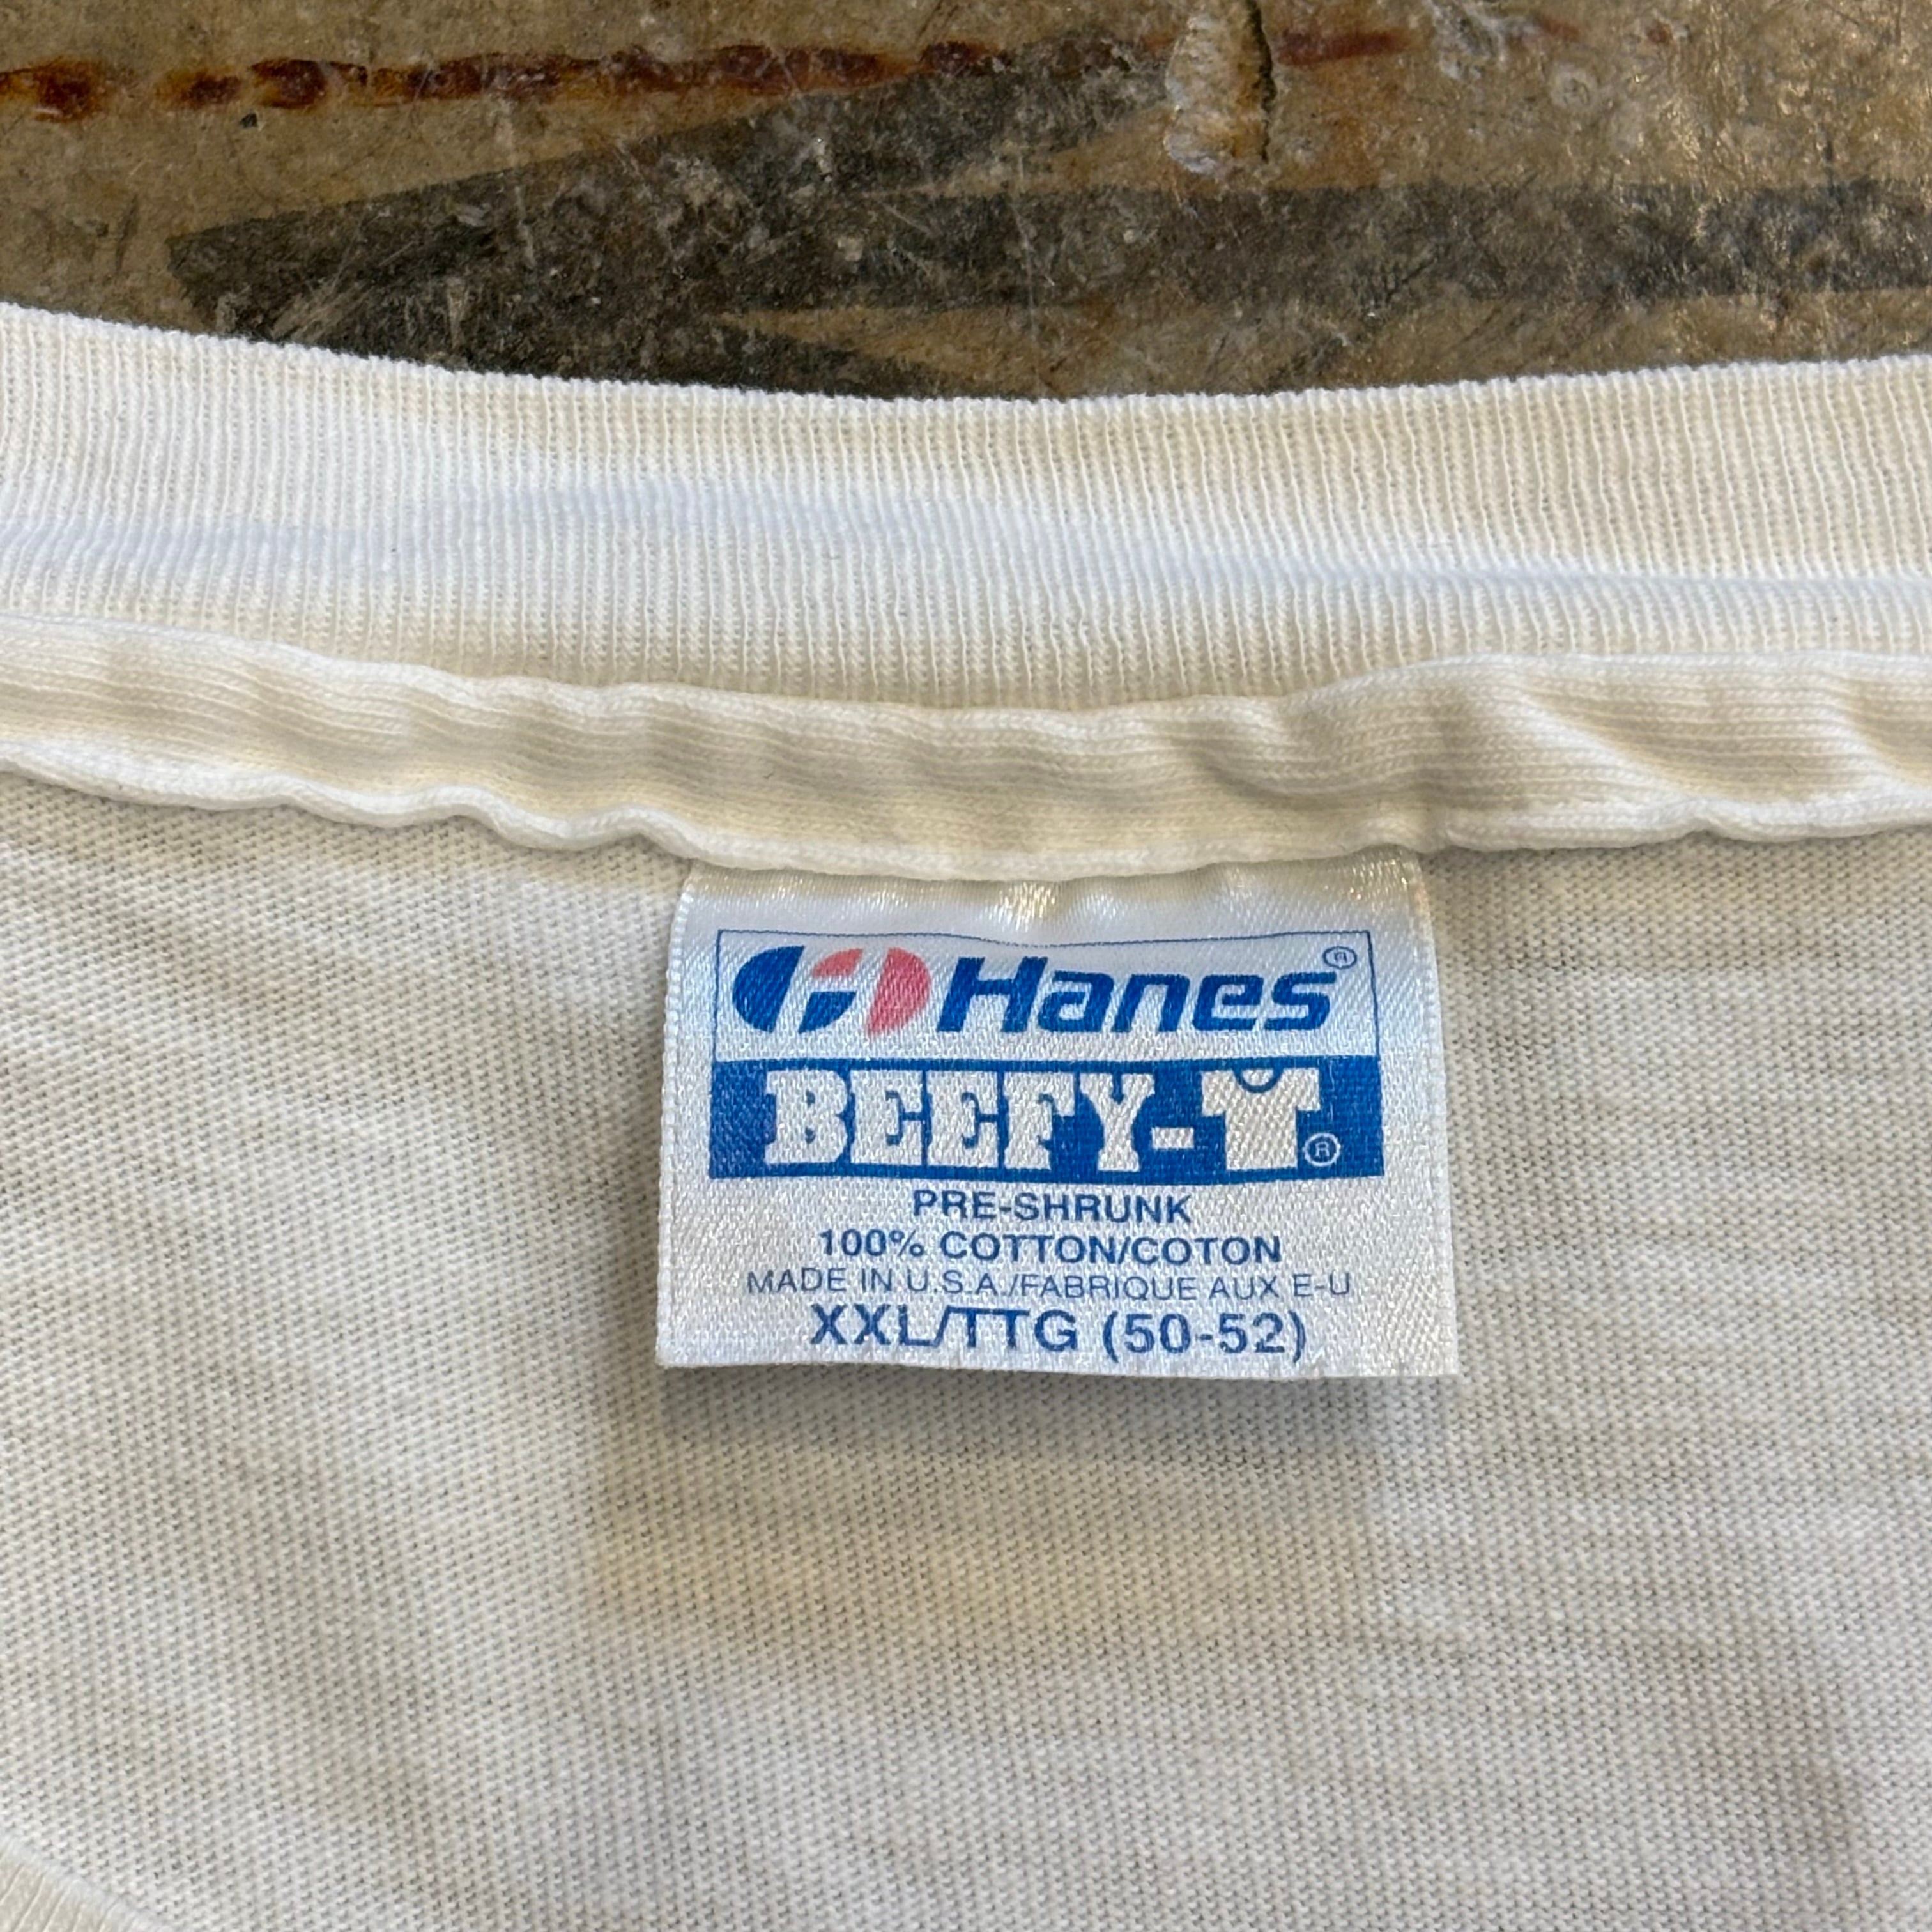 Hanes®
BEEFY-T®
PRE-SHRUNK
100% COTTON/COTON
MADE IN U.S.A./FABRIQUE AUX E-U
XXL/TTG (50-52)